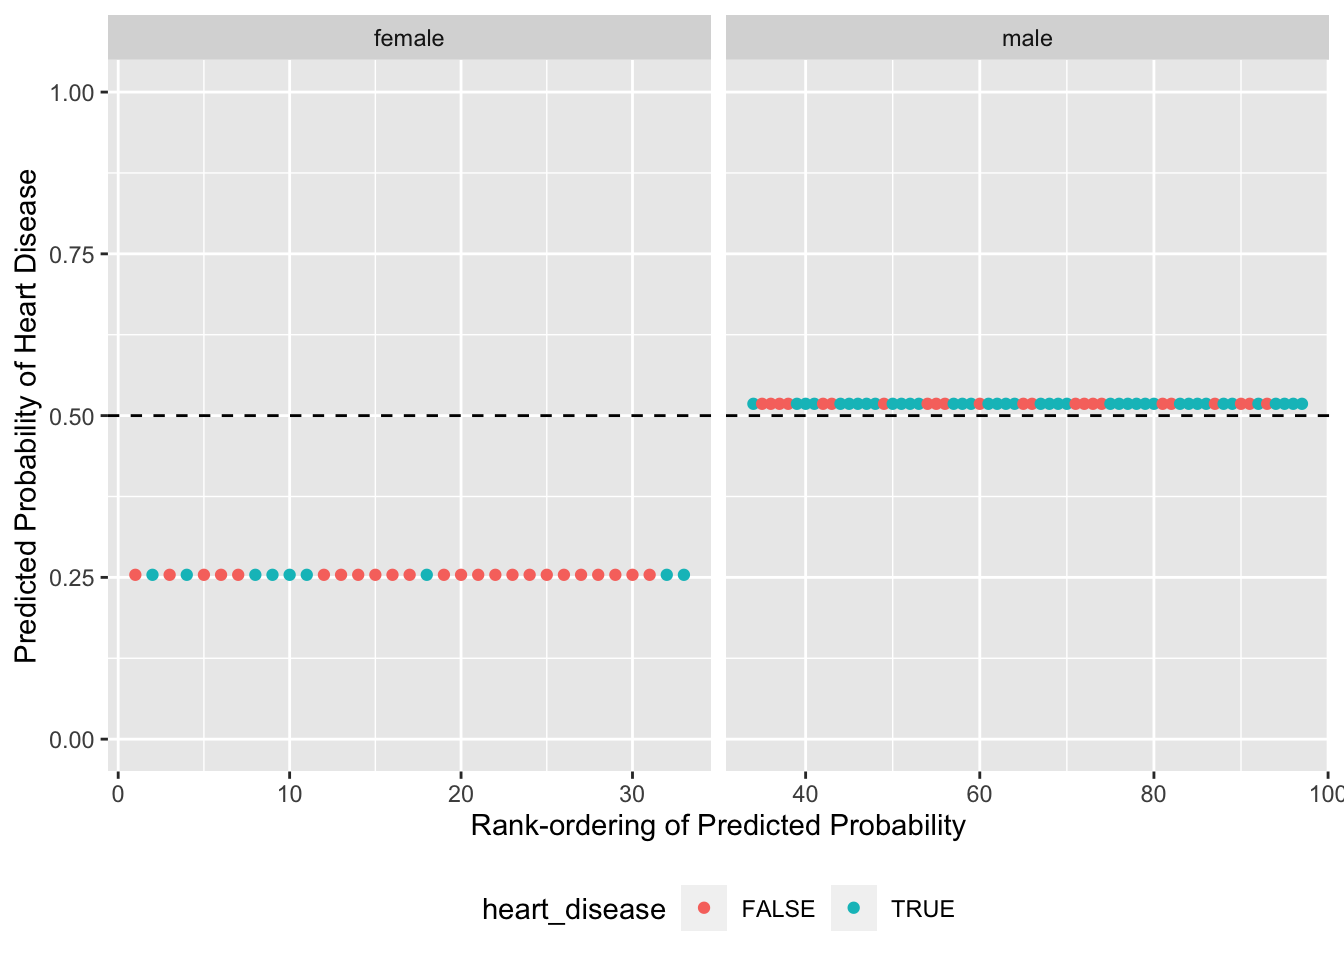 female
male
Predicted Probability of Heart Disease
1.00
0.75
0.50
0.25
0.00
0 10 20 30 40 60 80 100
Rank-ordering of Predicted Probability
heart_disease FALSE TRUE